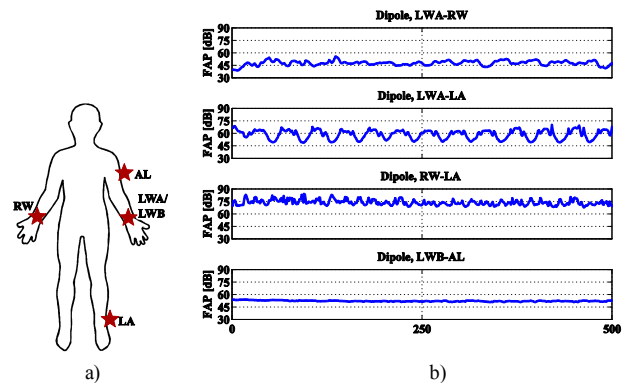 AL
RW
LWA/
LWB
LA
a)
Dipole, LWA-RW
FAP [dB]
90
75
60
45
30
Dipole, LWA-LA
FAP [dB]
90
75
60
45
30
Dipole, RW-LA
FAP [dB]
90
75
60
45
30
Dipole, LWB-AL
FAP [dB]
90
75
60
45
30
0
250
500
b)